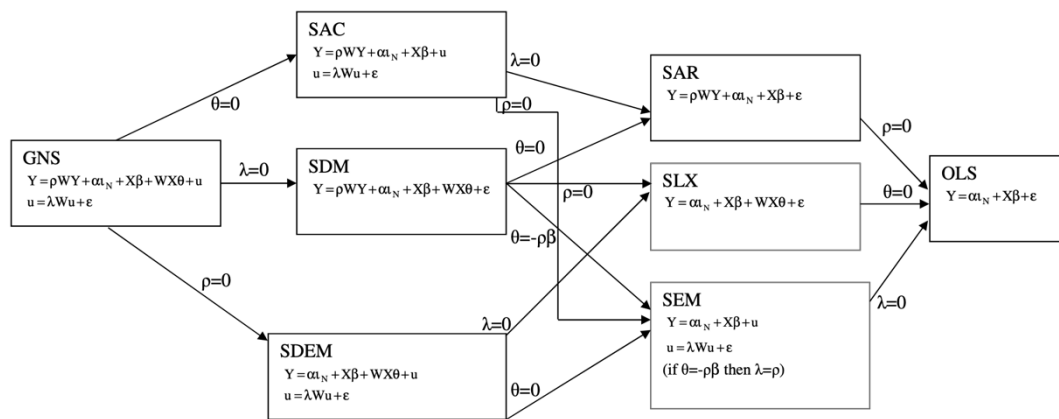 SAC
Y = ρWY + αι_N + Xβ + u
u = λWu + ε
λ=0
SAR
Y = ρWY + αι_N + Xβ + ε
θ=0
ρ=0
ρ=0
GNS
Y = ρWY + αι_N + Xβ + WXθ + u
u = λWu + ε
λ=0
SDM
Y = ρWY + αι_N + Xβ + WXθ + ε
θ=0
ρ=0
SLX
Y = αι_N + Xβ + WXθ + ε
θ=0
OLS
Y = αι_N + Xβ + ε
θ=-ρβ
ρ=0
SEM
Y = αι_N + Xβ + u
u = λWu + ε
(if θ=-ρβ then λ=ρ)
λ=0
λ=0
SDEM
Y = αι_N + Xβ + WXθ + u
u = λWu + ε
θ=0